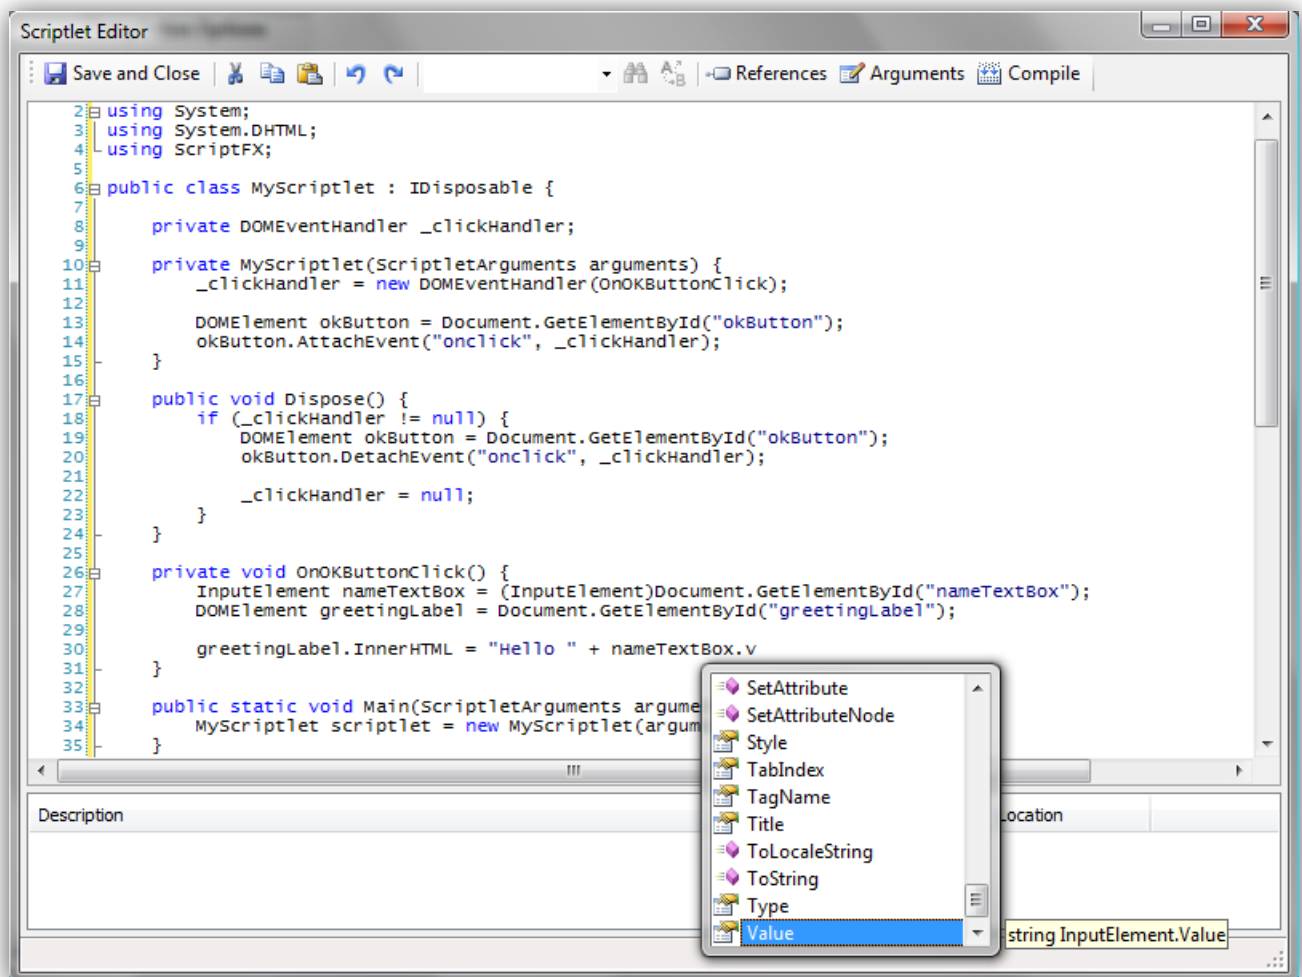 Scriptlet Editor
Save and Close References Arguments Compile
2 using System;
3 using System.DHTML;
4 using ScriptFX;
5
6 public class MyScriptlet : IDisposable {
7
8 private DOMEventHandler _clickHandler;
9
10 private MyScriptlet(ScriptletArguments arguments) {
11 _clickHandler = new DOMEventHandler(OnOKButtonClick);
12
13 DOMElement okButton = Document.GetElementById("okButton");
14 okButton.AttachEvent("onclick", _clickHandler);
15 }
16
17 public void Dispose() {
18 if (_clickHandler != null) {
19 DOMElement okButton = Document.GetElementById("okButton");
20 okButton.DetachEvent("onclick", _clickHandler);
21
22 _clickHandler = null;
23 }
24 }
25
26 private void OnOKButtonClick() {
27 InputElement nameTextBox = (InputElement)Document.GetElementById("nameTextBox");
28 DOMElement greetingLabel = Document.GetElementById("greetingLabel");
29
30 greetingLabel.InnerHTML = "Hello " + nameTextBox.v
31 }
32
33 public static void Main(ScriptletArguments argume
34 MyScriptlet scriptlet = new MyScriptlet(argum
35 }
SetAttribute
SetAttributeNode
Style
TabIndex
TagName
Title
ToLocaleString
ToString
Type
Value
string InputElement.Value
Description
Location